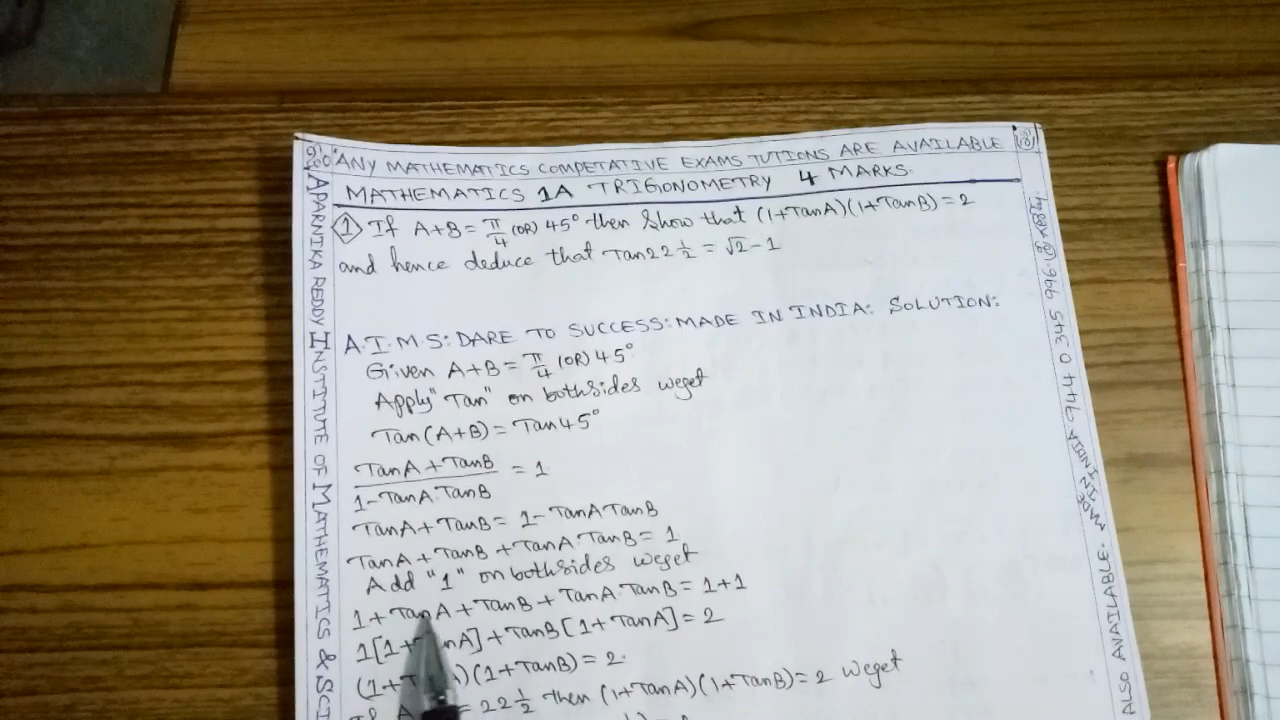 ANY MATHEMATICS COMPETATIVE EXAMS TUTIONS ARE AVAILABLE
MATHEMATICS 1A TRIGONOMETRY 4 MARKS.
1 If A+B = π/4 (OR) 45° then Show that (1+TanA)(1+TanB) = 2
and hence deduce that Tan22 1/2 = √2 - 1
A.I.M.S: DARE TO SUCCESS: MADE IN INDIA: SOLUTION:
Given A+B = π/4 (OR) 45°
Apply "Tan" on bothsides weget
Tan(A+B) = Tan45°
TanA + TanB / 1-TanA.TanB = 1
TanA + TanB = 1 - TanA TanB
TanA + TanB + TanA.TanB = 1
Add "1" on bothsides weget
1 + TanA + TanB + TanA.TanB = 1+1
1[1+TanA] + TanB[1+TanA] = 2
)(1+TanB) = 2.
= 22 1/2 then (1+TanA)(1+TanB) = 2 weget
APARNIKA REDDY INSTITUTE OF MATHEMATICS & SCI
ALSO AVAILABLE: MADE IN INDIA